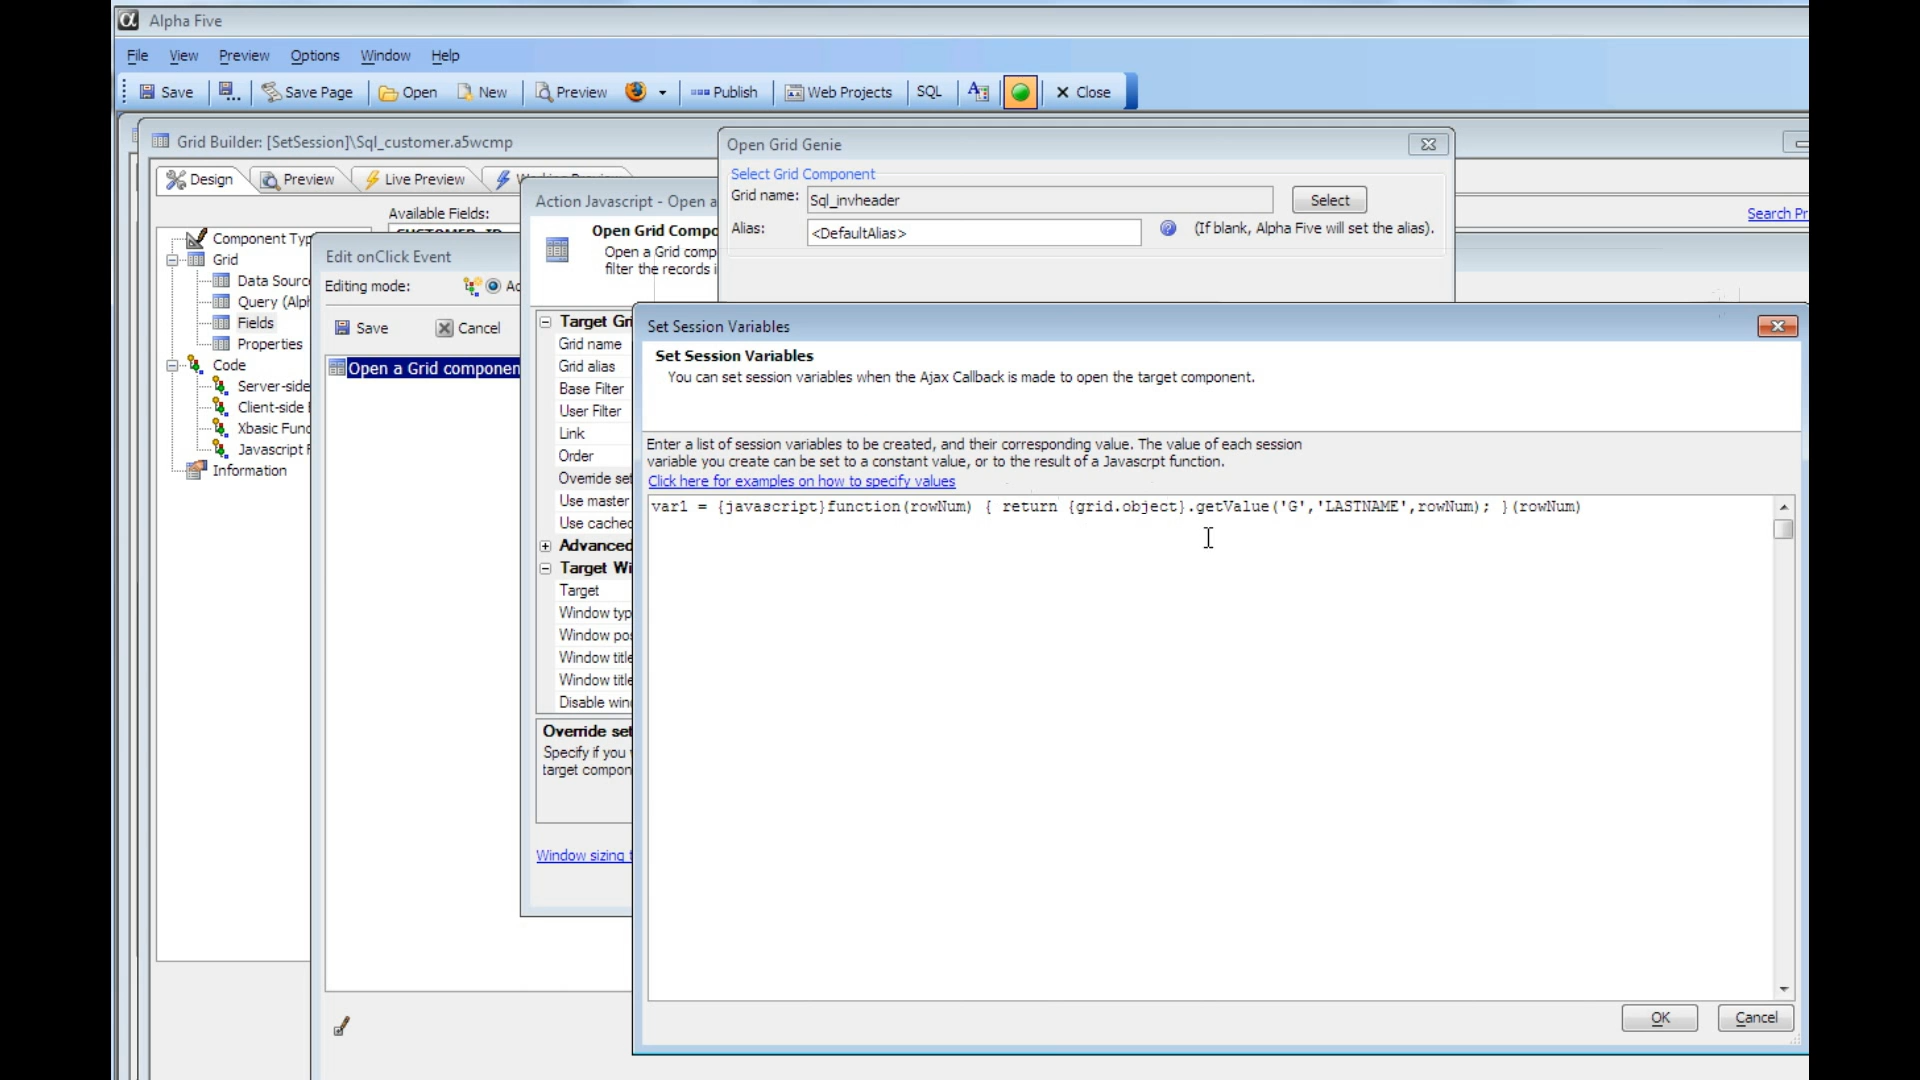 Alpha Five
File View Preview Options Window Help
Save Save Page Open New Preview Publish Web Projects SQL Close
Grid Builder: [SetSession]\Sql_customer.a5wcmp
Design Preview Live Preview
Available Fields:
Search Pr
Component Typ
Grid
Data Sourc
Query (Alph
Fields
Properties
Code
Server-side
Client-side
Xbasic Func
Javascript F
Information
Edit onClick Event
Editing mode:
Save Cancel
Open a Grid componen
Action Javascript - Open a
Open Grid Compo
Open a Grid comp
filter the records i
Target Gri
Grid name
Grid alias
Base Filter
User Filter
Link
Order
Override set
Use master
Use cached
Advanced
Target Wi
Target
Window typ
Window pos
Window title
Window title
Disable wind
Override set
Specify if you
target compon
Window sizing t
Open Grid Genie
Select Grid Component
Grid name: Sql_invheader Select
Alias: <DefaultAlias> (If blank, Alpha Five will set the alias).
Set Session Variables
Set Session Variables
You can set session variables when the Ajax Callback is made to open the target component.
Enter a list of session variables to be created, and their corresponding value. The value of each session
variable you create can be set to a constant value, or to the result of a Javascrpt function.
Click here for examples on how to specify values
var1 = {javascript}function(rowNum) { return {grid.object}.getValue('G','LASTNAME',rowNum); }(rowNum)
OK Cancel